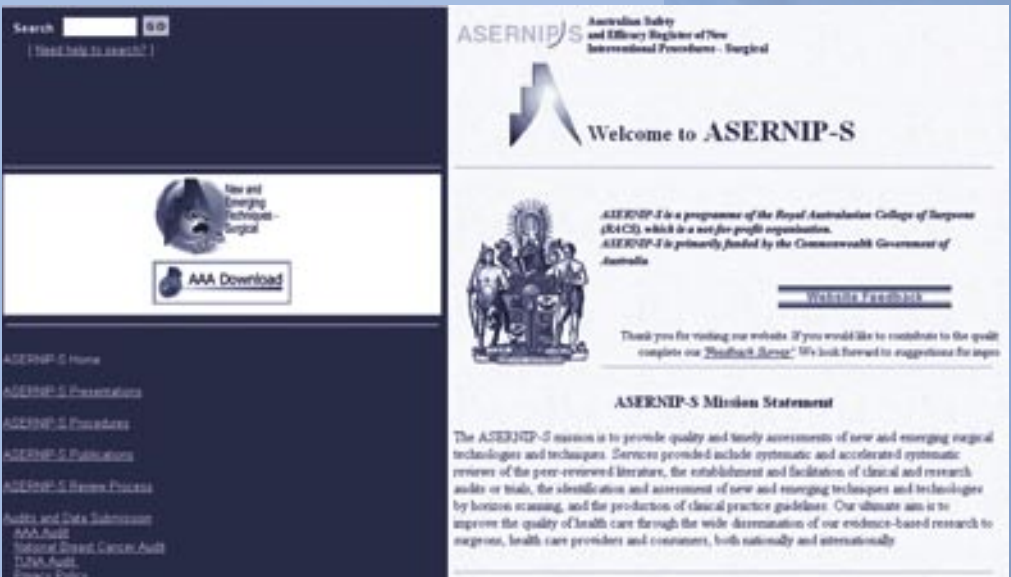 Search GO
[ Need help to search? ]
New and
Emerging
Techniques -
Surgical
AAA Download
ASERNIP-S Home
ASERNIP-S Presentations
ASERNIP-S Procedures
ASERNIP-S Publications
ASERNIP-S Review Process
Audits and Data Submission
AAA Audit
National Breast Cancer Audit
TUNA Audit
Privacy Policy
ASERNIP/S
Australian Safety
and Efficacy Register of New
Interventional Procedures - Surgical
Welcome to ASERNIP-S
ASERNIP-S is a programme of the Royal Australasian College of Surgeons
(RACS), which is a not-for-profit organisation.
ASERNIP-S is primarily funded by the Commonwealth Government of
Australia
Website Feedback
Thank you for visiting our website. If you would like to contribute to the qualit
complete our "Feedback Survey" We look forward to suggestions for impro
ASERNIP-S Mission Statement
The ASERNIP-S mission is to provide quality and timely assessments of new and emerging surgical
technologies and techniques. Services provided include systematic and accelerated systematic
reviews of the peer-reviewed literature, the establishment and facilitation of clinical and research
audits or trials, the identification and assessment of new and emerging techniques and technologies
by horizon scanning, and the production of clinical practice guidelines. Our ultimate aim is to
improve the quality of health care through the wide dissemination of our evidence-based research to
surgeons, health care providers and consumers, both nationally and internationally.